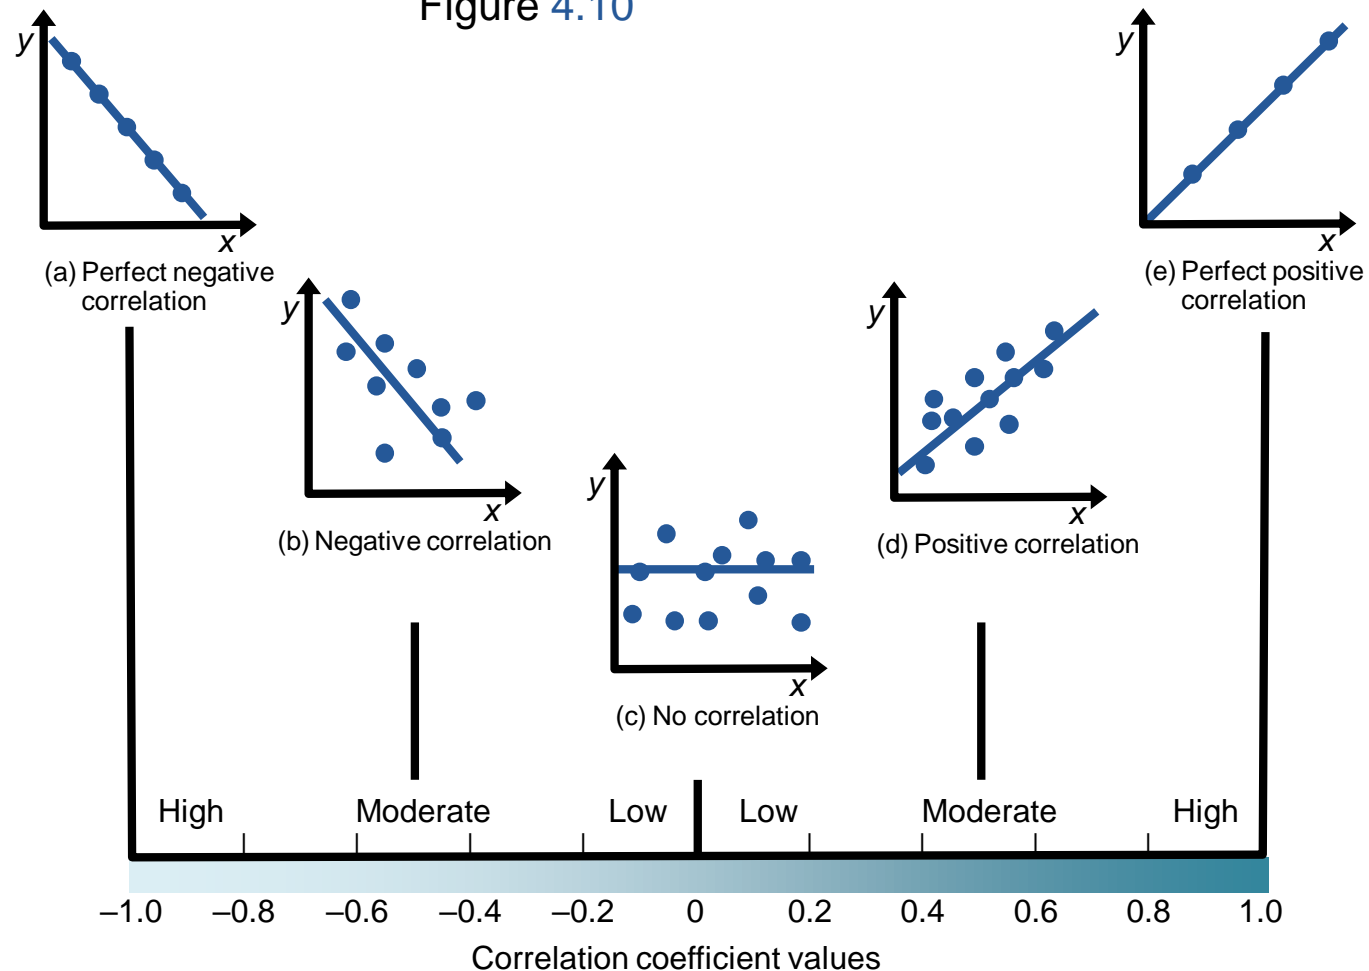 Figure 4.10
y
x
(a) Perfect negative
correlation
y
x
(e) Perfect positive
correlation
y
x
(b) Negative correlation
y
x
(d) Positive correlation
y
x
(c) No correlation
High Moderate Low Low Moderate High
–1.0 –0.8 –0.6 –0.4 –0.2 0 0.2 0.4 0.6 0.8 1.0
Correlation coefficient values